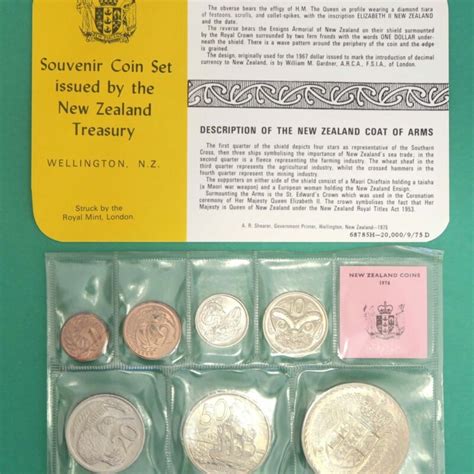 Souvenir Coin Set
issued by the
New Zealand
Treasury
WELLINGTON, N.Z.
Struck by the
Royal Mint, London.
The obverse bears the effigy of H.M. The Queen in profile wearing a diamond tiara
of festoons, scrolls, and collet-spikes, with the inscription ELIZABETH II NEW ZEALAND
and the date.
The reverse bears the Ensigns Armorial of New Zealand on their shield surmounted
by the Royal Crown surrounded by two fern fronds with the words ONE DOLLAR under-
neath the shield. There is a wave pattern around the periphery of the coin and the edge
is grained.
The design, originally used for the 1967 dollar issued to mark the introduction of decimal
currency to New Zealand, is by William M. Gardner, A.R.C.A., F.S.I.A., of London.
DESCRIPTION OF THE NEW ZEALAND COAT OF ARMS
The first quarter of the shield depicts four stars as representative of the Southern
Cross, then three ships symbolising the importance of New Zealand's sea trade; in the
second quarter is a fleece representing the farming industry. The wheat sheaf in the
third quarter represents the agricultural industry, whilst the crossed hammers in the
fourth quarter represent the mining industry.
The supporters on either side of the shield consist of a Maori Chieftain holding a taiaha
(a Maori war weapon) and a European woman holding the New Zealand Ensign.
Surmounting the Arms is the St. Edward's Crown which was used in the Coronation
ceremony of Her Majesty Queen Elizabeth II. The crown symbolises the fact that Her
Majesty is Queen of New Zealand under the New Zealand Royal Titles Act 1953.
A. R. Shearer, Government Printer, Wellington, New Zealand—1975
68785H—20,000/9/75 D
NEW ZEALAND COINS
1976
50